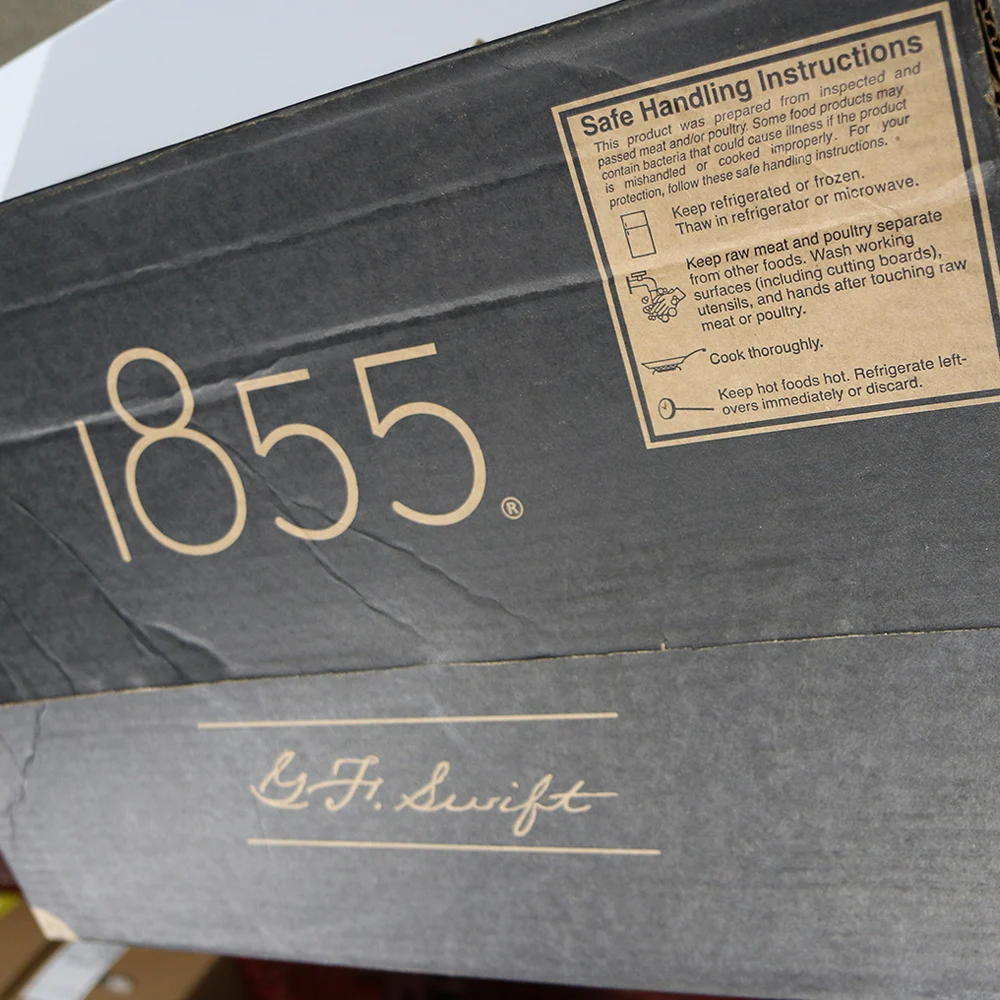 Safe Handling Instructions
This product was prepared from inspected and
passed meat and/or poultry. Some food products may
contain bacteria that could cause illness if the product
is mishandled or cooked improperly. For your
protection, follow these safe handling instructions.
Keep refrigerated or frozen.
Thaw in refrigerator or microwave.
Keep raw meat and poultry separate
from other foods. Wash working
surfaces (including cutting boards),
utensils, and hands after touching raw
meat or poultry.
Cook thoroughly.
Keep hot foods hot. Refrigerate left-
overs immediately or discard.
1855®
G.F. Swift